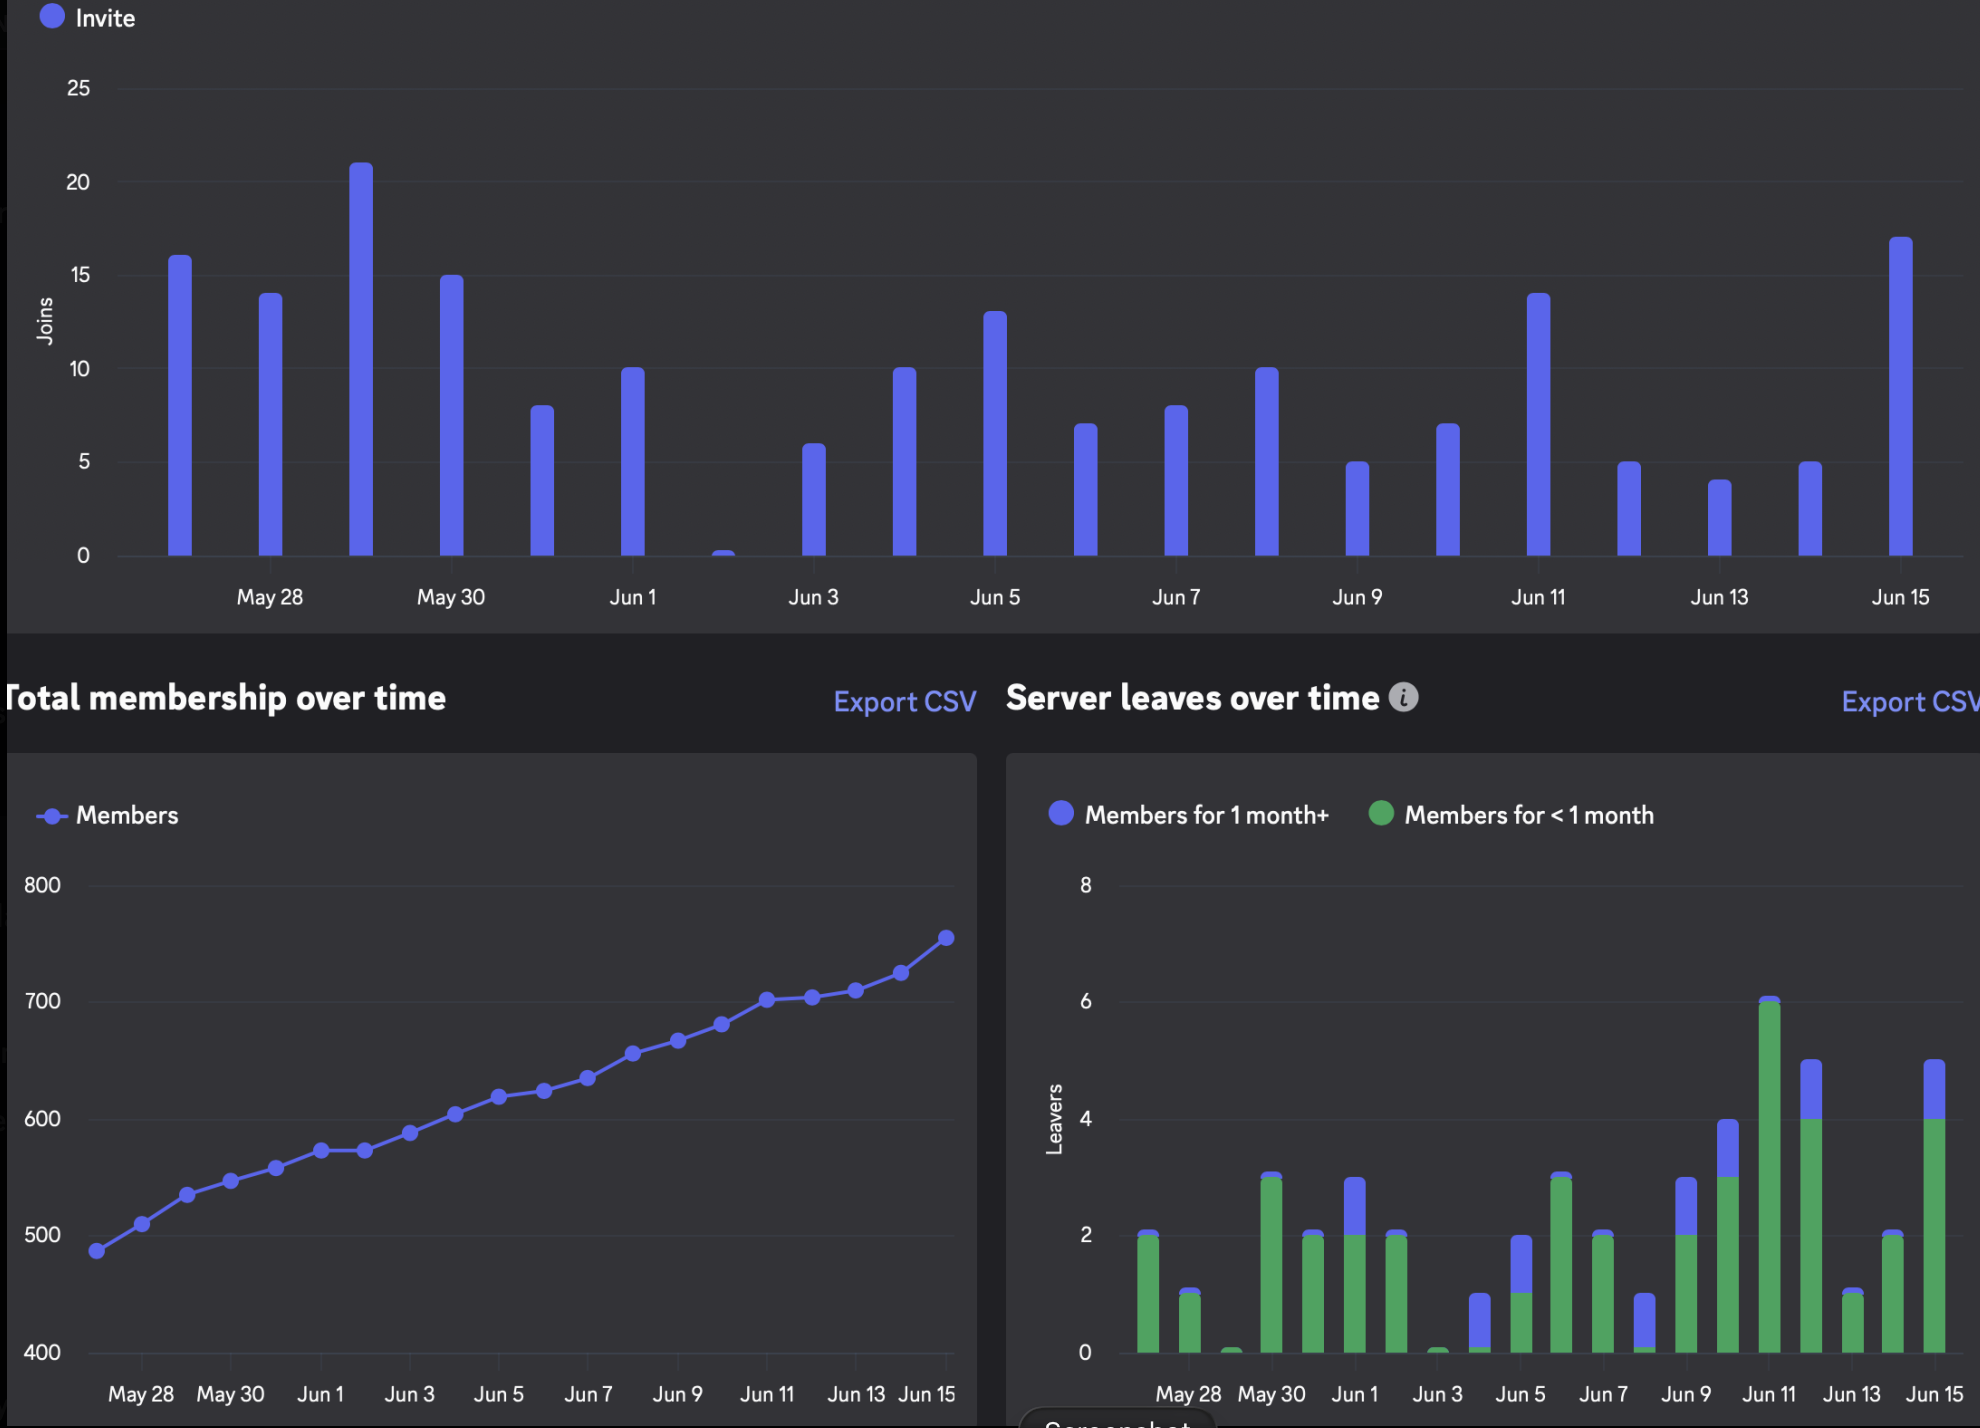 Invite
25
20
15
10
5
0
Joins
May 28 May 30 Jun 1 Jun 3 Jun 5 Jun 7 Jun 9 Jun 11 Jun 13 Jun 15
Total membership over time
Export CSV
Server leaves over time
Export CSV
Members
800
700
600
500
400
May 28 May 30 Jun 1 Jun 3 Jun 5 Jun 7 Jun 9 Jun 11 Jun 13 Jun 15
Members for 1 month+ Members for < 1 month
8
6
4
2
0
Leavers
May 28 May 30 Jun 1 Jun 3 Jun 5 Jun 7 Jun 9 Jun 11 Jun 13 Jun 15
Screenshot